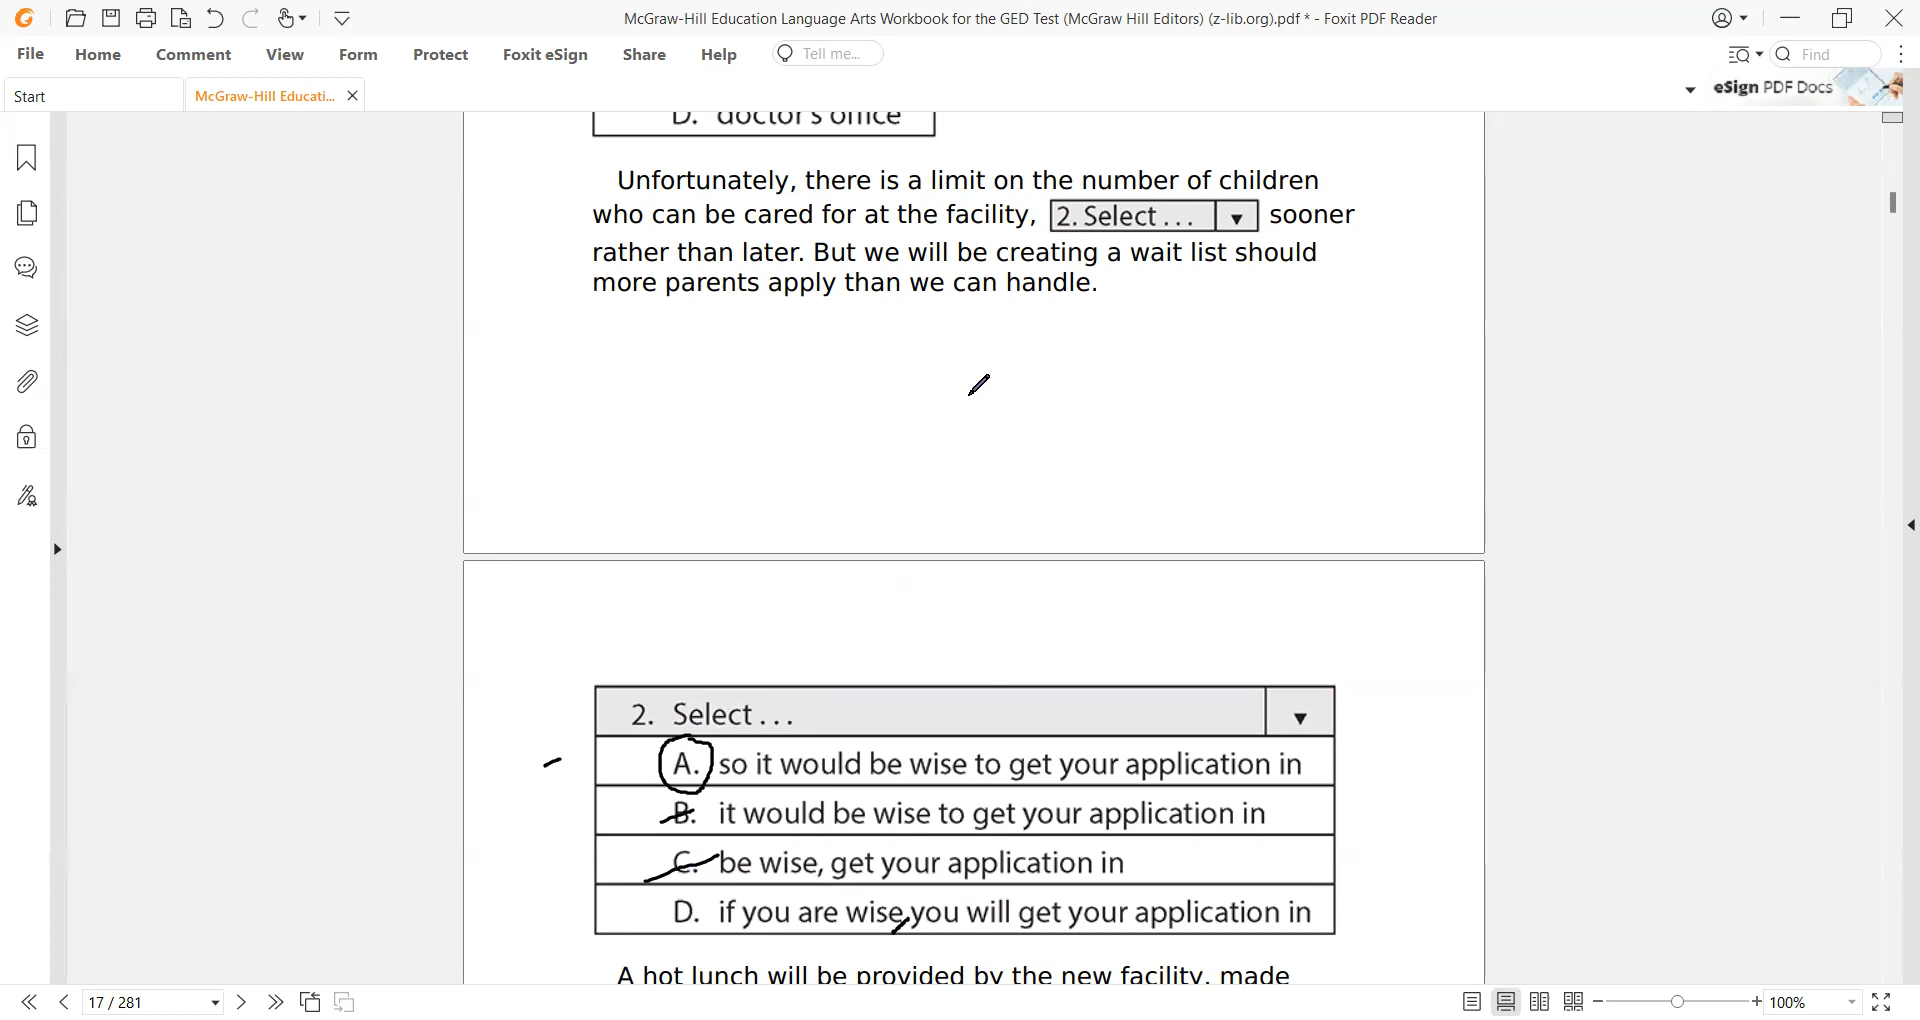 McGraw-Hill Education Language Arts Workbook for the GED Test (McGraw Hill Editors) (z-lib.org).pdf * - Foxit PDF Reader
File Home Comment View Form Protect Foxit eSign Share Help Tell me... Find
Start McGraw-Hill Educati... eSign PDF Docs
D. doctor's office
Unfortunately, there is a limit on the number of children
who can be cared for at the facility, 2. Select . . . sooner
rather than later. But we will be creating a wait list should
more parents apply than we can handle.
2. Select . . .
A. so it would be wise to get your application in
B. it would be wise to get your application in
C. be wise, get your application in
D. if you are wise, you will get your application in
A hot lunch will be provided by the new facility, made
17 / 281 100%